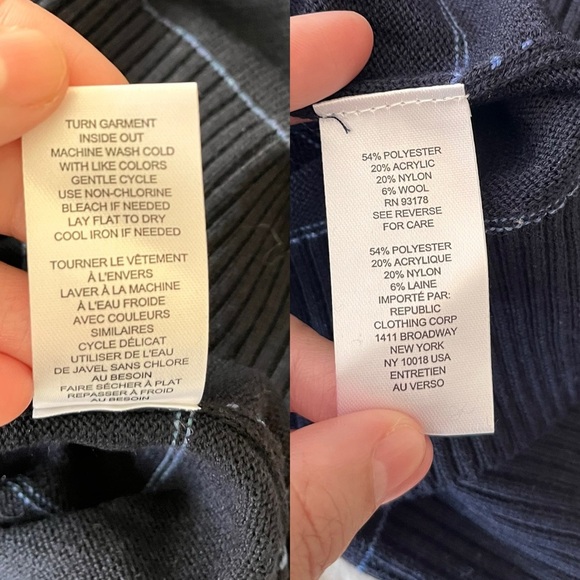 TURN GARMENT
INSIDE OUT
MACHINE WASH COLD
WITH LIKE COLORS
GENTLE CYCLE
USE NON-CHLORINE
BLEACH IF NEEDED
LAY FLAT TO DRY
COOL IRON IF NEEDED
TOURNER LE VÊTEMENT
À L'ENVERS
LAVER À LA MACHINE
À L'EAU FROIDE
AVEC COULEURS
SIMILAIRES
CYCLE DÉLICAT
UTILISER DE L'EAU
DE JAVEL SANS CHLORE
AU BESOIN
FAIRE SÉCHER À PLAT
REPASSER À FROID
AU BESOIN
54% POLYESTER
20% ACRYLIC
20% NYLON
6% WOOL
RN 93178
SEE REVERSE
FOR CARE
54% POLYESTER
20% ACRYLIQUE
20% NYLON
6% LAINE
IMPORTÉ PAR:
REPUBLIC
CLOTHING CORP
1411 BROADWAY
NEW YORK
NY 10018 USA
ENTRETIEN
AU VERSO